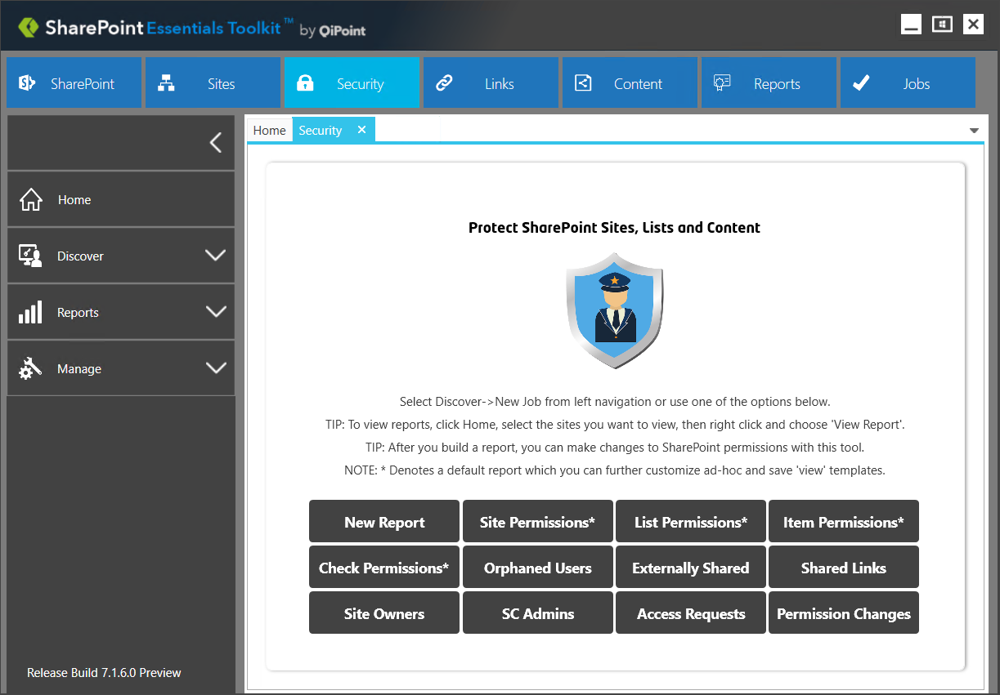 SharePoint Essentials Toolkit™ by QiPoint
SharePoint
Sites
Security
Links
Content
Reports
Jobs
Home
Security
Home
Discover
Reports
Manage
Release Build 7.1.6.0 Preview
Protect SharePoint Sites, Lists and Content
Select Discover->New Job from left navigation or use one of the options below.
TIP: To view reports, click Home, select the sites you want to view, then right click and choose 'View Report'.
TIP: After you build a report, you can make changes to SharePoint permissions with this tool.
NOTE: * Denotes a default report which you can further customize ad-hoc and save 'view' templates.
New Report
Site Permissions*
List Permissions*
Item Permissions*
Check Permissions*
Orphaned Users
Externally Shared
Shared Links
Site Owners
SC Admins
Access Requests
Permission Changes